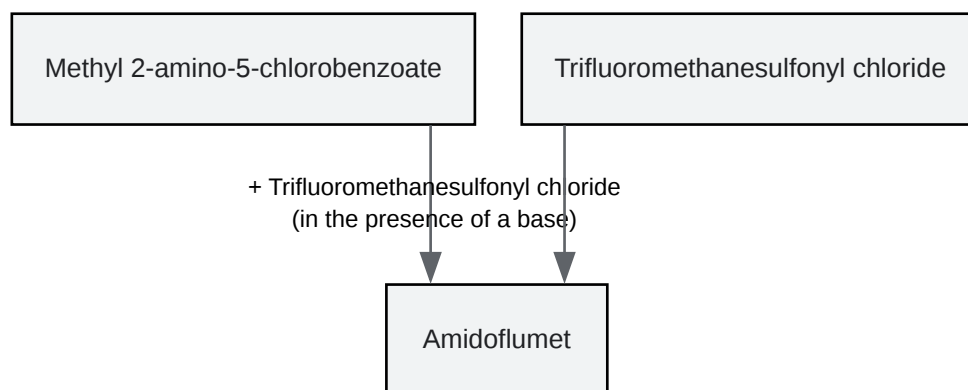 Methyl 2-amino-5-chlorobenzoate
Trifluoromethanesulfonyl chloride
+ Trifluoromethanesulfonyl chloride
(in the presence of a base)
Amidoflumet